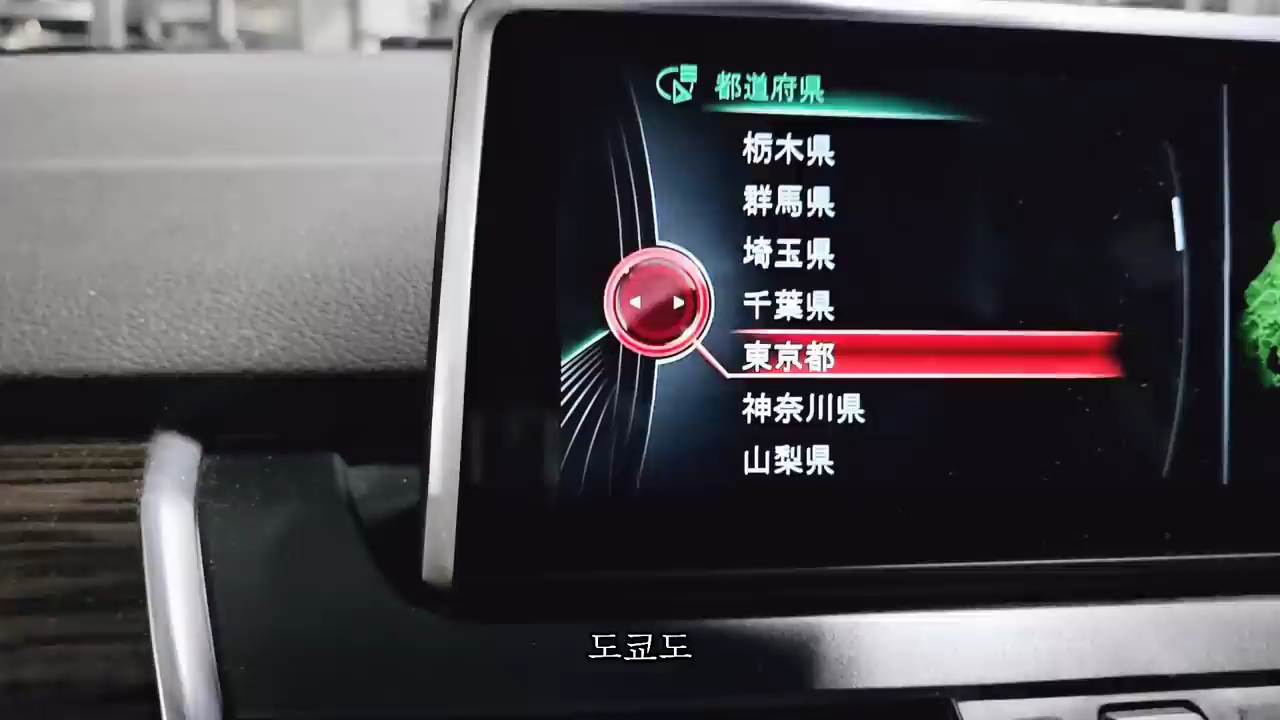 都道府県
栃木県
群馬県
埼玉県
千葉県
東京都
神奈川県
山梨県
도쿄도